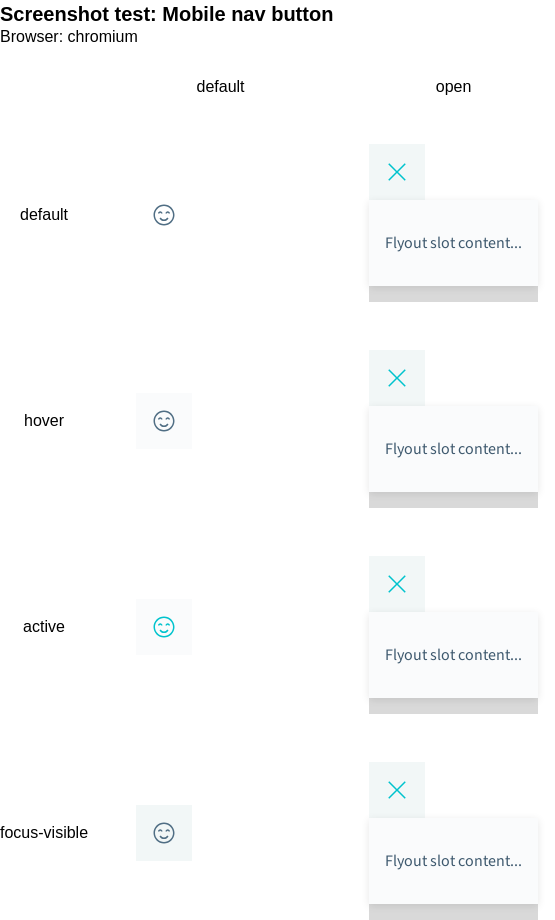 Screenshot test: Mobile nav button
Browser: chromium
default open
default
Flyout slot content...
hover
Flyout slot content...
active
Flyout slot content...
focus-visible
Flyout slot content...